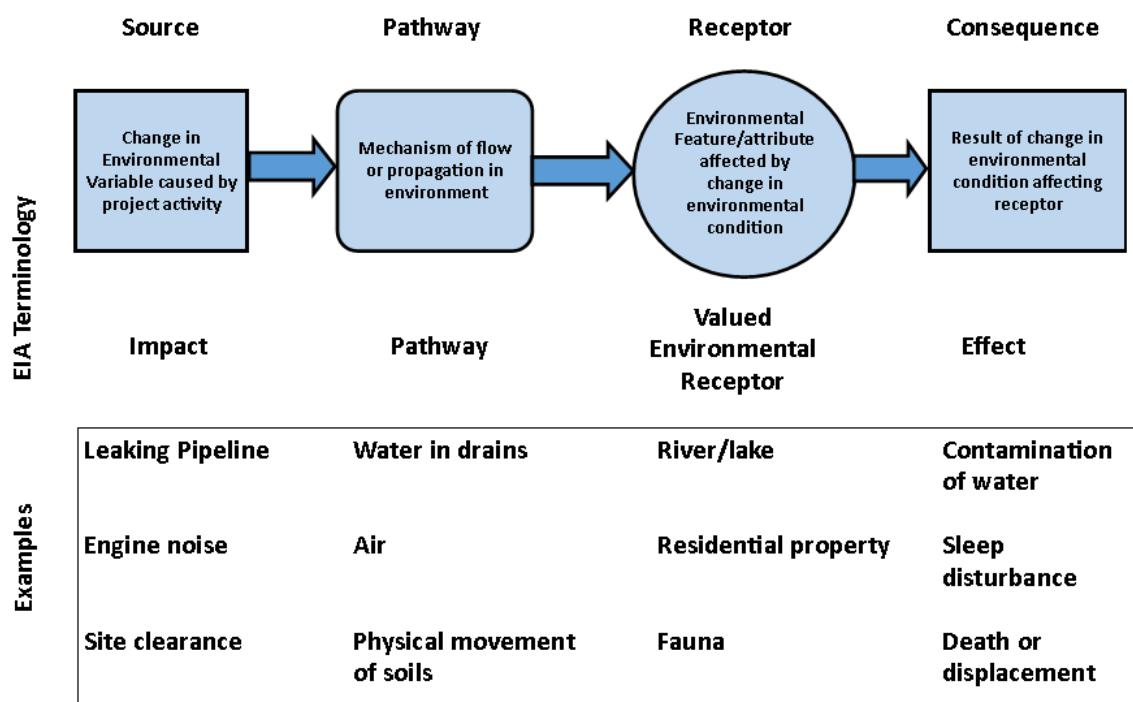 Source
Pathway
Receptor
Consequence
Change in
Environmental
Variable caused by
project activity
Mechanism of flow
or propagation in
environment
Environmental
Feature/attribute
affected by
change in
environmental
condition
Result of change in
environmental
condition affecting
receptor
EIA Terminology
Impact
Pathway
Valued
Environmental
Receptor
Effect
Examples
Leaking Pipeline
Water in drains
River/lake
Contamination
of water
Engine noise
Air
Residential property
Sleep
disturbance
Site clearance
Physical movement
of soils
Fauna
Death or
displacement